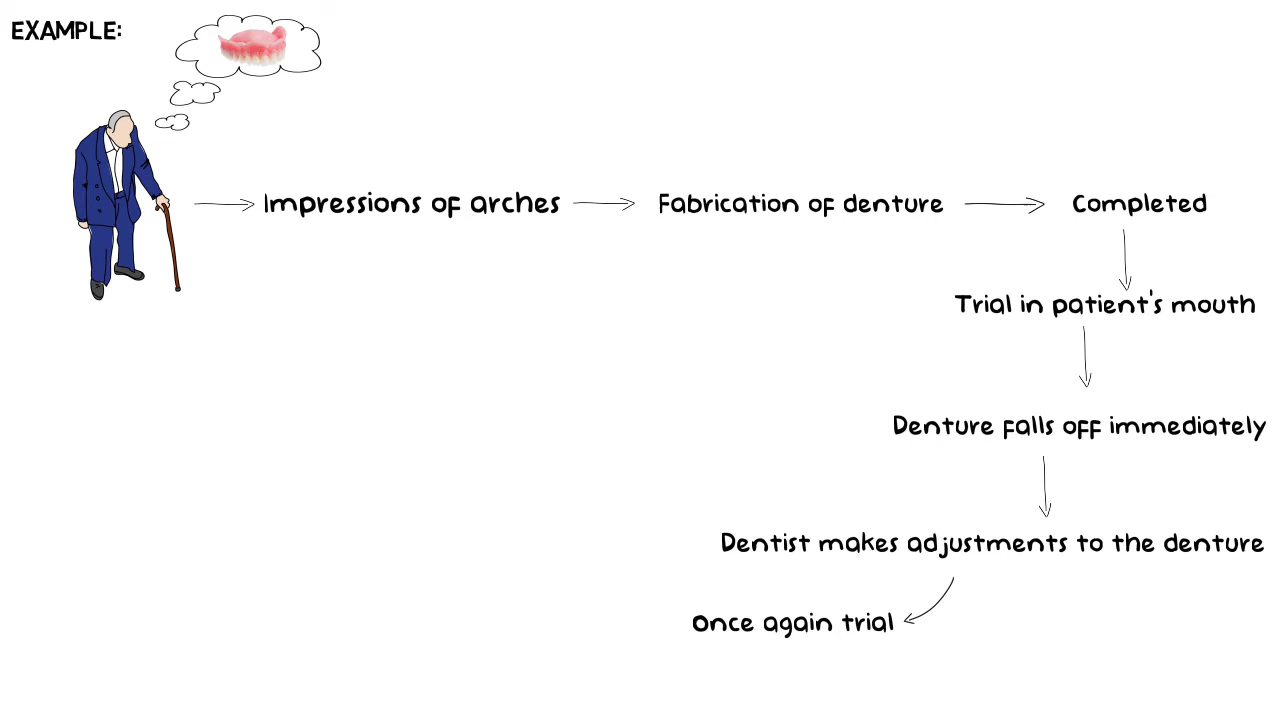 EXAMPLE:
Impressions of arches
Fabrication of denture
Completed
Trial in patient's mouth
Denture falls off immediately
Dentist makes adjustments to the denture
Once again trial